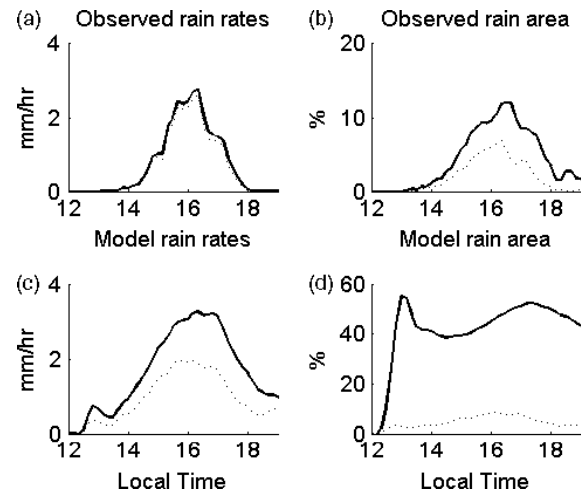 (a) Observed rain rates
(b) Observed rain area
4
2
0
mm/hr
12 14 16 18
20
10
0
%
12 14 16 18
(c) Model rain rates
(d) Model rain area
4
2
0
mm/hr
12 14 16 18
Local Time
60
40
20
0
%
12 14 16 18
Local Time